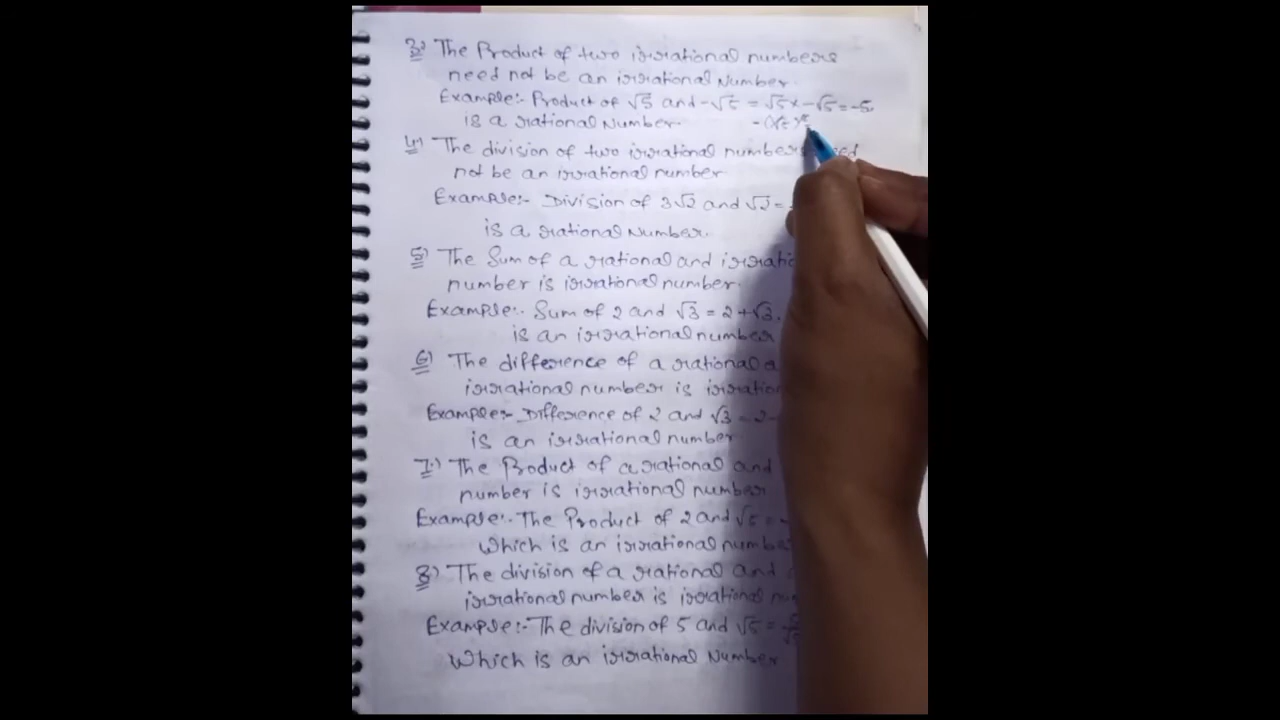 3) The Product of two irrational numbers
need not be an irrational Number.
Example:- Product of √5 and -√5 = √5 x -√5 = -5.
is a rational Number.
4) The division of two irrational numbers need
not be an irrational number
Example:- Division of 3√2 and √2 =
is a rational Number.
5) The Sum of a rational and
number is irrational number.
Example:- Sum of 2 and √3 = 2+√3.
is an irrational number
6) The difference of a rational
irrational number is
Example:- Difference of 2 and √3 = 2-
is an irrational number
7.) The Product of a rational and
number is irrational number
Example:- The Product of 2 and √5 =
which is an irrational
8) The division of a rational and
irrational number is irrational
Example:- The division of 5 and √5 =
Which is an irrational Number